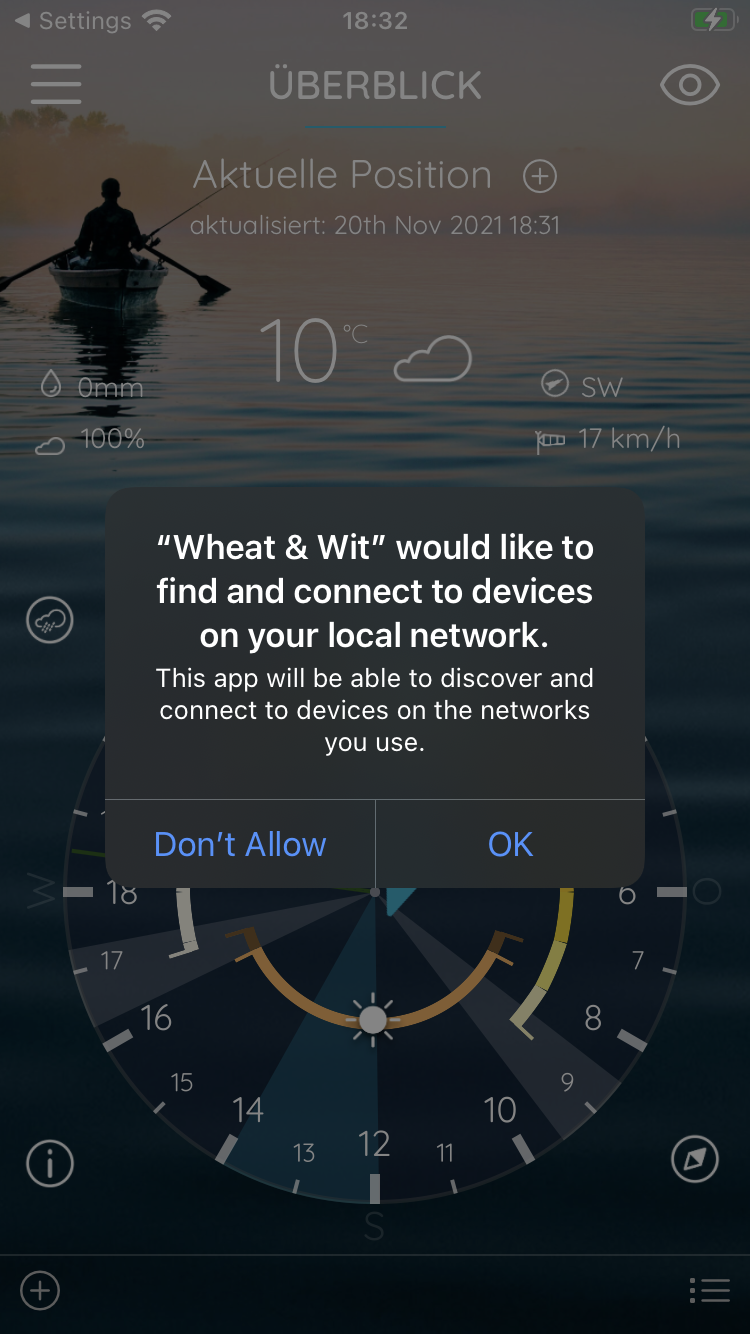 Settings
18:32
ÜBERBLICK
Aktuelle Position
aktualisiert: 20th Nov 2021 18:31
10 °C
0mm
SW
100%
17 km/h
“Wheat & Wit” would like to
find and connect to devices
on your local network.
This app will be able to discover and
connect to devices on the networks
you use.
Don’t Allow
OK
W
18
6
O
17
7
16
8
15
9
14
10
13
12
11
S